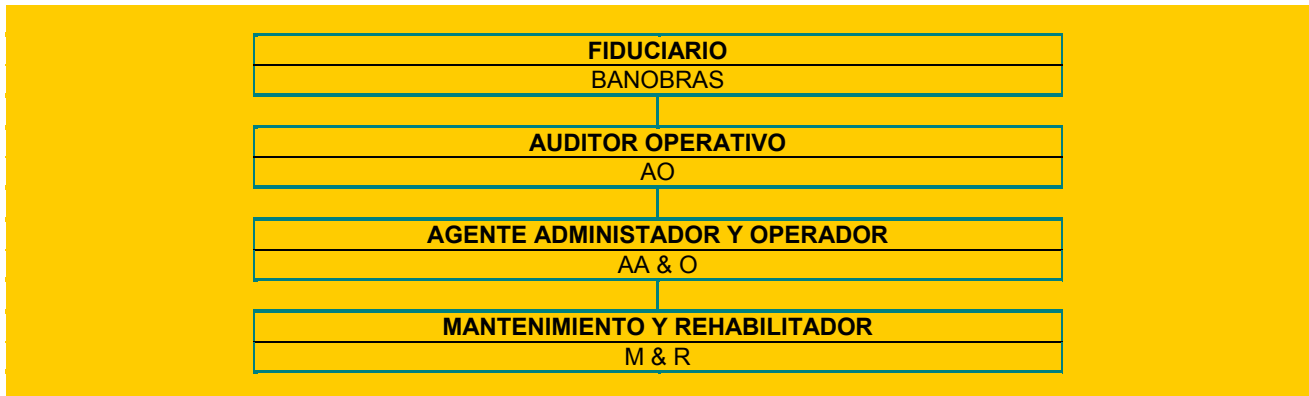 FIDUCIARIO
BANOBRAS
AUDITOR OPERATIVO
AO
AGENTE ADMINISTADOR Y OPERADOR
AA & O
MANTENIMIENTO Y REHABILITADOR
M & R